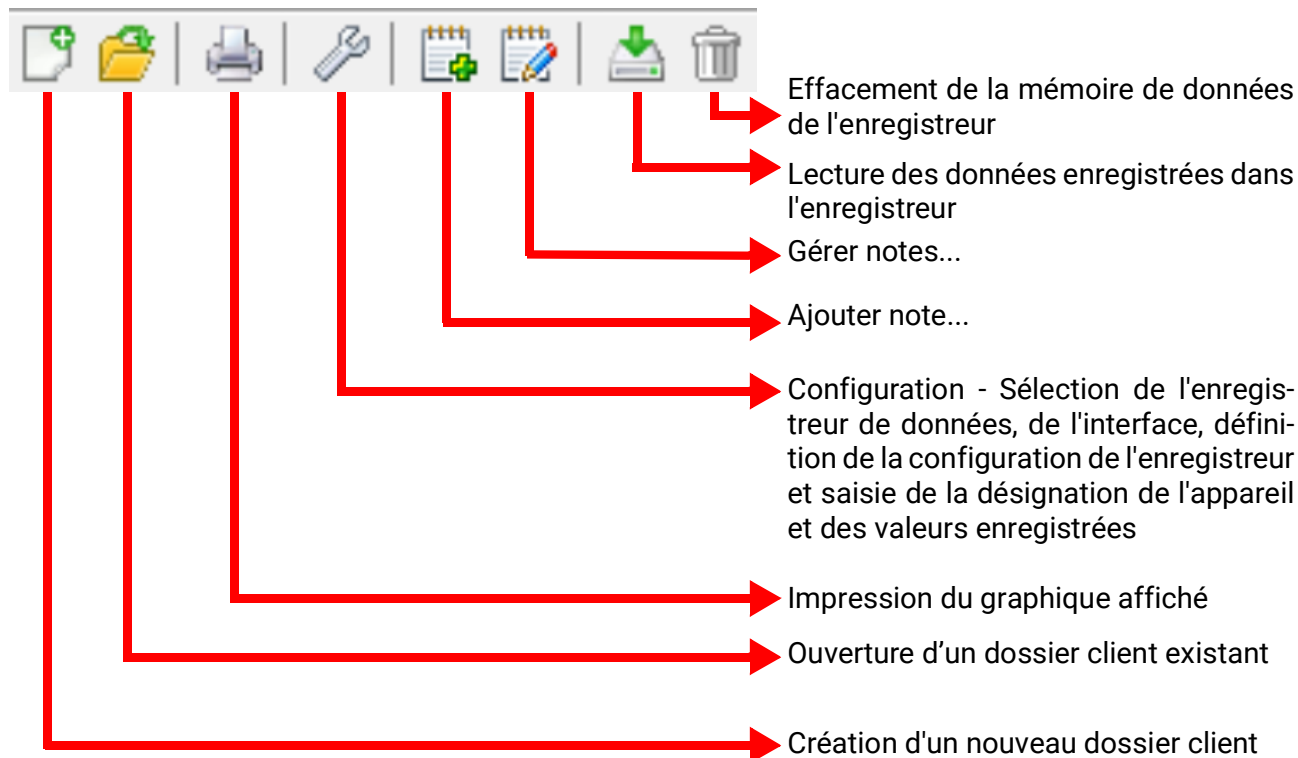 Effacement de la mémoire de données
de l'enregistreur
Lecture des données enregistrées dans
l'enregistreur
Gérer notes...
Ajouter note...
Configuration - Sélection de l'enregis-
treur de données, de l'interface, défini-
tion de la configuration de l'enregistreur
et saisie de la désignation de l'appareil
et des valeurs enregistrées
Impression du graphique affiché
Ouverture d’un dossier client existant
Création d'un nouveau dossier client